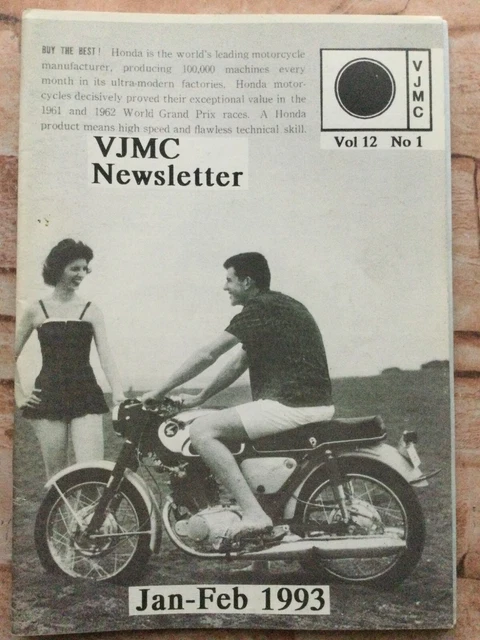 BUY THE BEST! Honda is the world's leading motorcycle
manufacturer, producing 100,000 machines every
month in its ultra-modern factories. Honda motor-
cycles decisively proved their exceptional value in the
1961 and 1962 World Grand Prix races. A Honda
product means high speed and flawless technical skill.
VJMC
Vol 12 No 1
VJMC
Newsletter
Jan-Feb 1993